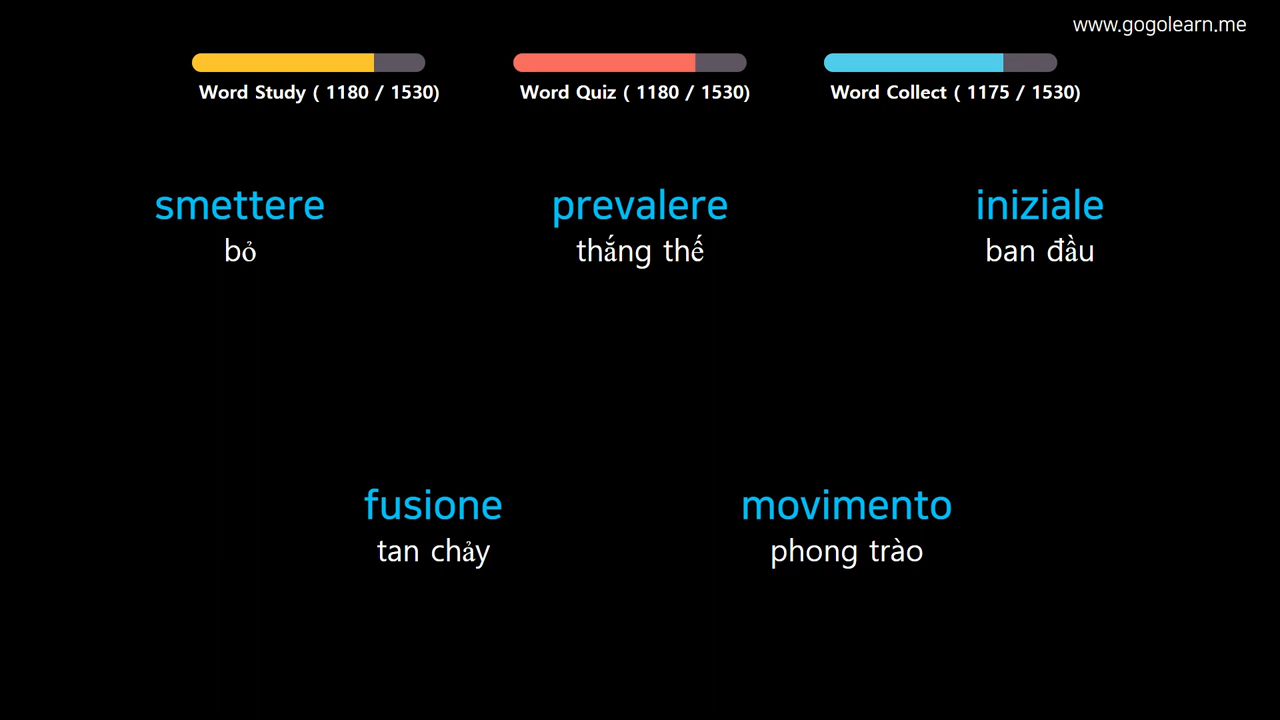 www.gogolearn.me
Word Study ( 1180 / 1530)
Word Quiz ( 1180 / 1530)
Word Collect ( 1175 / 1530)
smettere
bỏ
prevalere
thắng thế
iniziale
ban đầu
fusione
tan chảy
movimento
phong trào